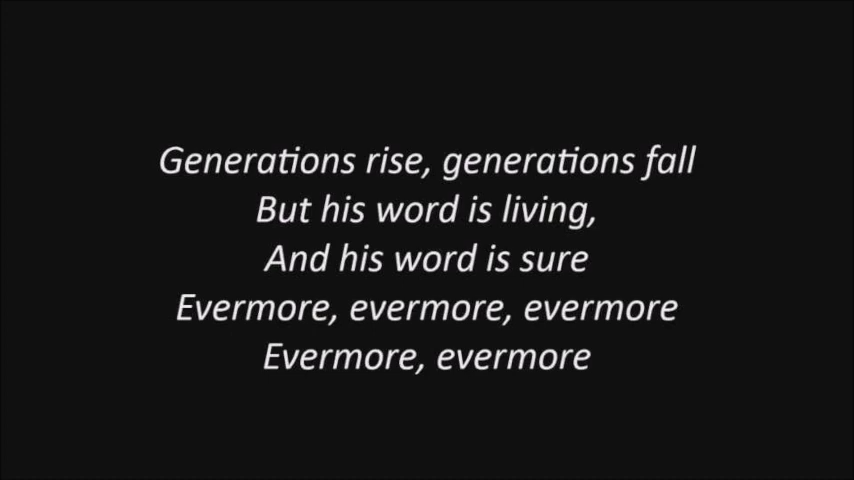 Generations rise, generations fall
But his word is living,
And his word is sure
Evermore, evermore, evermore
Evermore, evermore